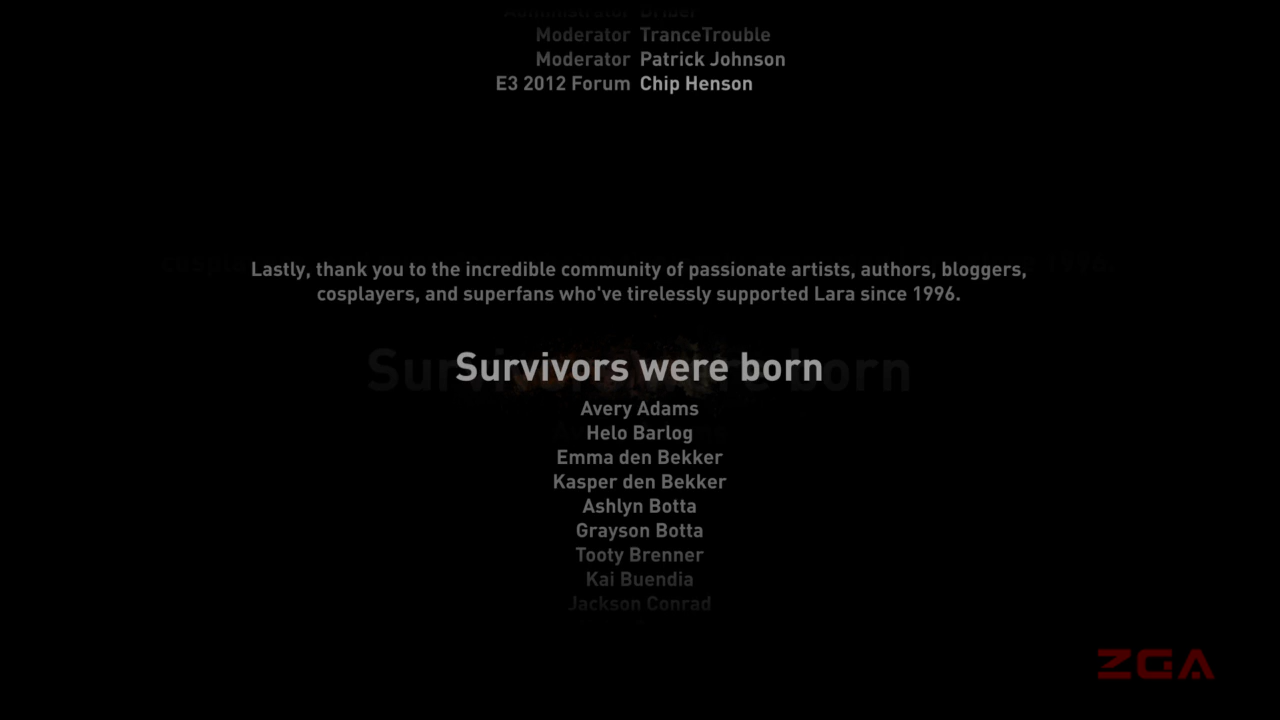 Administrator Driber
Moderator TranceTrouble
Moderator Patrick Johnson
E3 2012 Forum Chip Henson
Lastly, thank you to the incredible community of passionate artists, authors, bloggers,
cosplayers, and superfans who've tirelessly supported Lara since 1996.
Survivors were born
Avery Adams
Helo Barlog
Emma den Bekker
Kasper den Bekker
Ashlyn Botta
Grayson Botta
Tooty Brenner
Kai Buendia
Jackson Conrad
ZGA